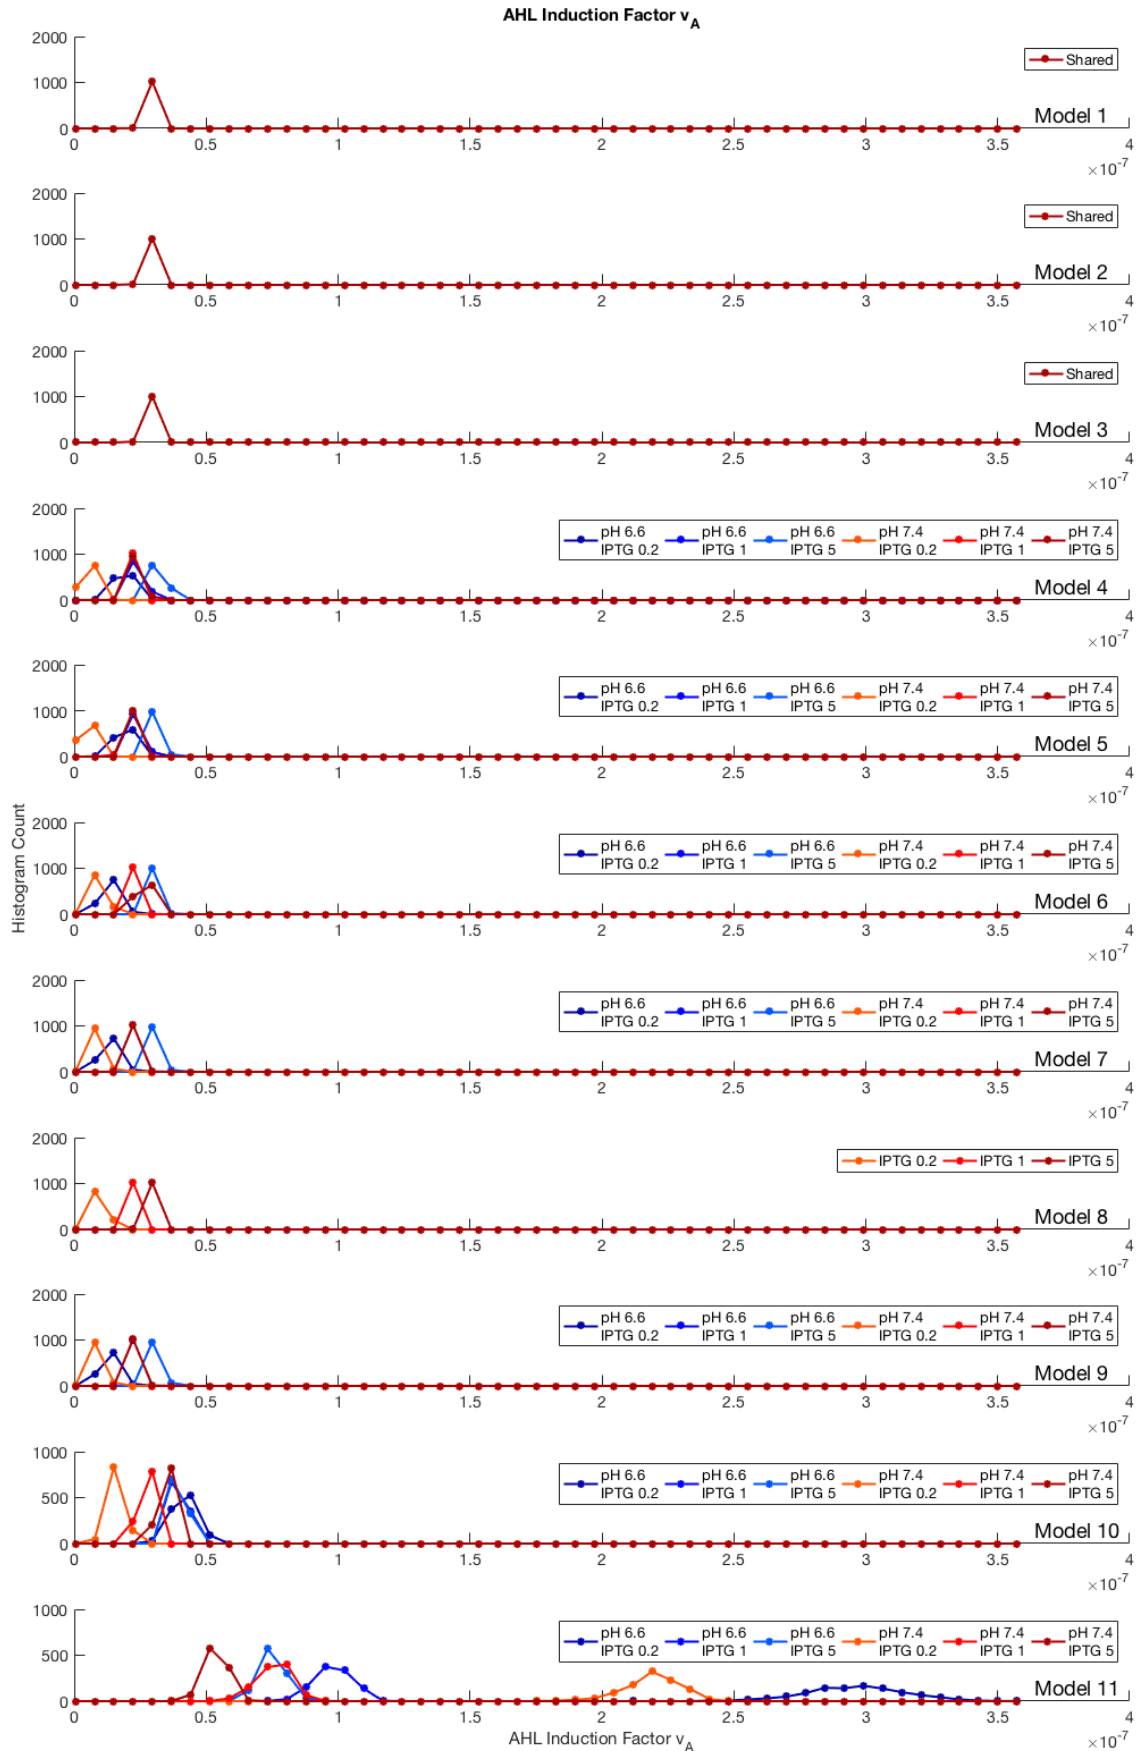 AHL Induction Factor v_A
2000
1000
0
Shared
Model 1
0 0.5 1 1.5 2 2.5 3 3.5 4
×10^-7
2000
1000
0
Shared
Model 2
0 0.5 1 1.5 2 2.5 3 3.5 4
×10^-7
2000
1000
0
Shared
Model 3
0 0.5 1 1.5 2 2.5 3 3.5 4
×10^-7
2000
1000
0
pH 6.6 pH 6.6 pH 6.6 pH 7.4 pH 7.4 pH 7.4
IPTG 0.2 IPTG 1 IPTG 5 IPTG 0.2 IPTG 1 IPTG 5
Model 4
0 0.5 1 1.5 2 2.5 3 3.5 4
×10^-7
2000
1000
0
pH 6.6 pH 6.6 pH 6.6 pH 7.4 pH 7.4 pH 7.4
IPTG 0.2 IPTG 1 IPTG 5 IPTG 0.2 IPTG 1 IPTG 5
Model 5
0 0.5 1 1.5 2 2.5 3 3.5 4
×10^-7
Histogram Count
2000
1000
0
pH 6.6 pH 6.6 pH 6.6 pH 7.4 pH 7.4 pH 7.4
IPTG 0.2 IPTG 1 IPTG 5 IPTG 0.2 IPTG 1 IPTG 5
Model 6
0 0.5 1 1.5 2 2.5 3 3.5 4
×10^-7
2000
1000
0
pH 6.6 pH 6.6 pH 6.6 pH 7.4 pH 7.4 pH 7.4
IPTG 0.2 IPTG 1 IPTG 5 IPTG 0.2 IPTG 1 IPTG 5
Model 7
0 0.5 1 1.5 2 2.5 3 3.5 4
×10^-7
2000
1000
0
IPTG 0.2 IPTG 1 IPTG 5
Model 8
0 0.5 1 1.5 2 2.5 3 3.5 4
×10^-7
2000
1000
0
pH 6.6 pH 6.6 pH 6.6 pH 7.4 pH 7.4 pH 7.4
IPTG 0.2 IPTG 1 IPTG 5 IPTG 0.2 IPTG 1 IPTG 5
Model 9
0 0.5 1 1.5 2 2.5 3 3.5 4
×10^-7
1000
500
0
pH 6.6 pH 6.6 pH 6.6 pH 7.4 pH 7.4 pH 7.4
IPTG 0.2 IPTG 1 IPTG 5 IPTG 0.2 IPTG 1 IPTG 5
Model 10
0 0.5 1 1.5 2 2.5 3 3.5 4
×10^-7
1000
500
0
pH 6.6 pH 6.6 pH 6.6 pH 7.4 pH 7.4 pH 7.4
IPTG 0.2 IPTG 1 IPTG 5 IPTG 0.2 IPTG 1 IPTG 5
Model 11
0 0.5 1 1.5 2 2.5 3 3.5 4
AHL Induction Factor v_A
×10^-7